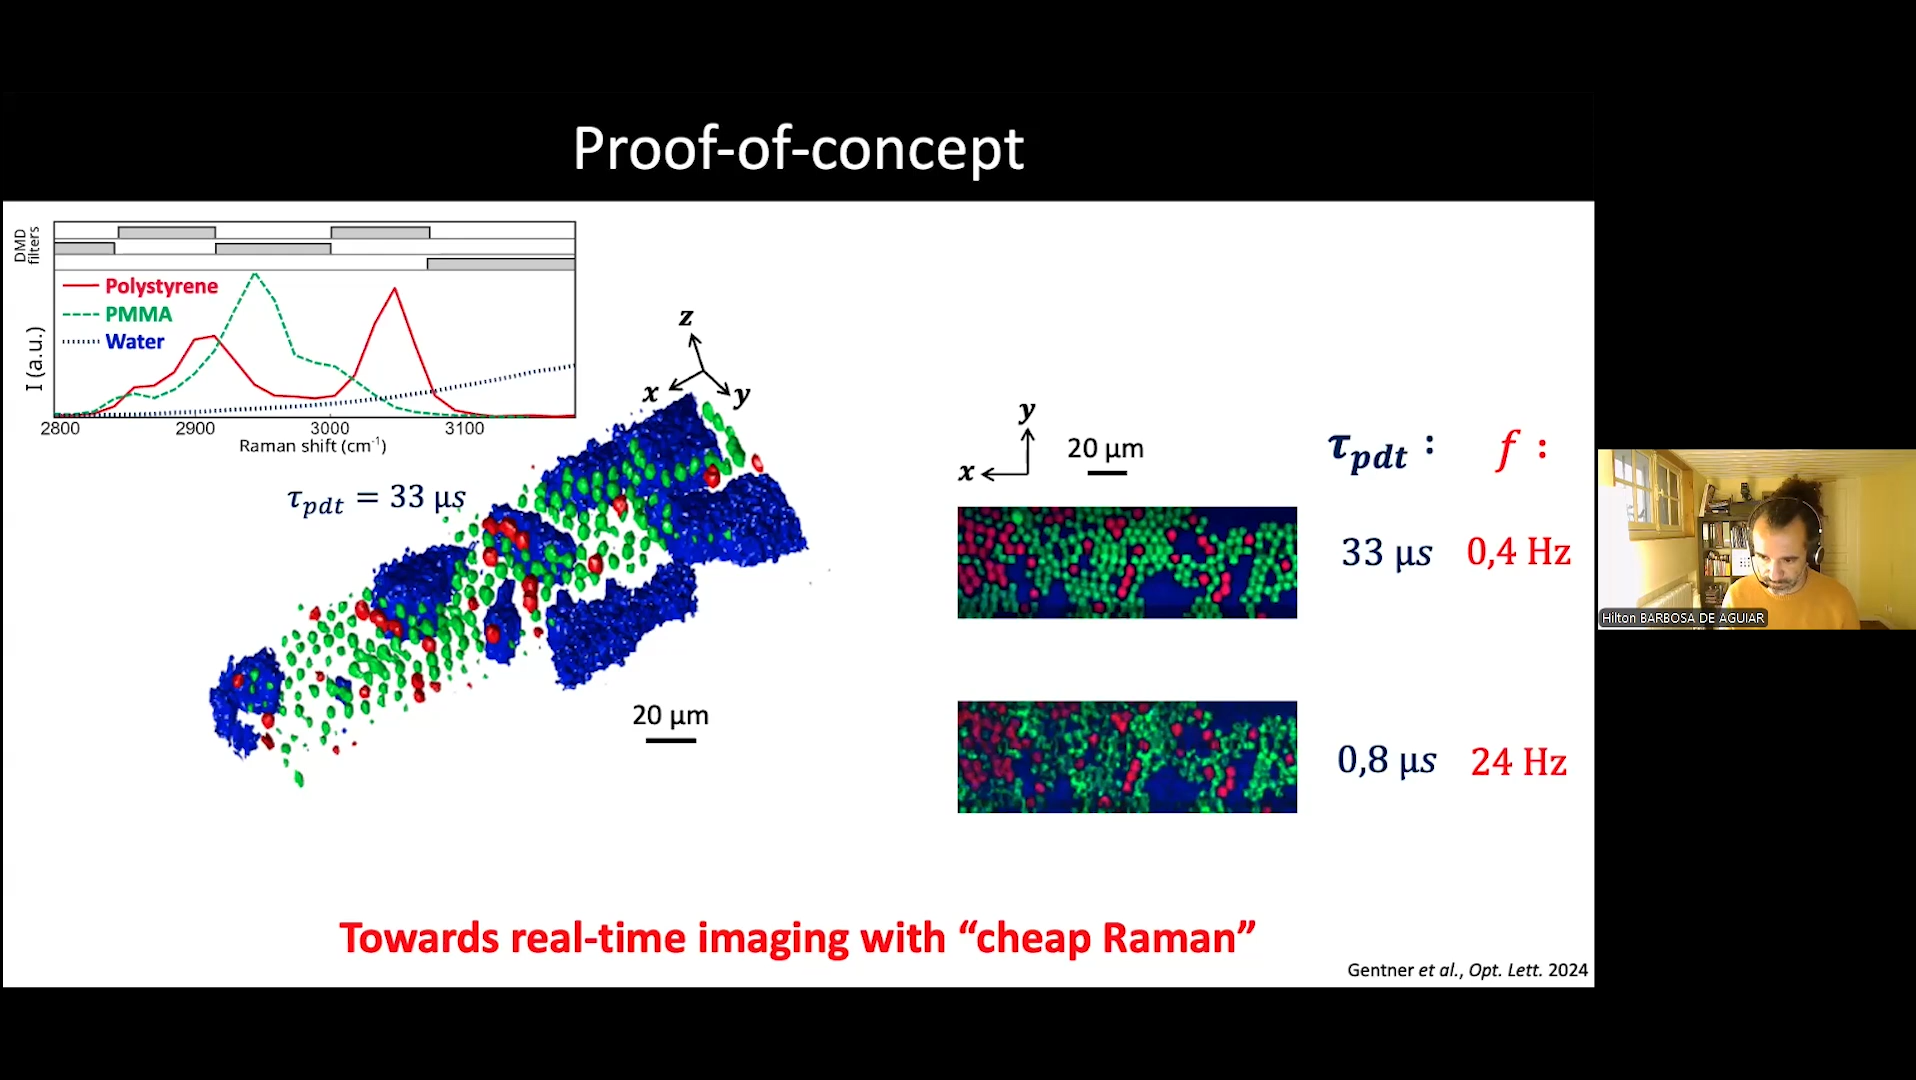 Proof-of-concept
DMD
filters
Polystyrene
PMMA
Water
I (a.u.)
2800 2900 3000 3100
Raman shift (cm⁻¹)
τpdt = 33 μs
z
x
y
20 μm
y
x
20 μm
τpdt : f :
33 μs 0,4 Hz
0,8 μs 24 Hz
Towards real-time imaging with “cheap Raman”
Gentner et al., Opt. Lett. 2024
Hilton BARBOSA DE AGUIAR